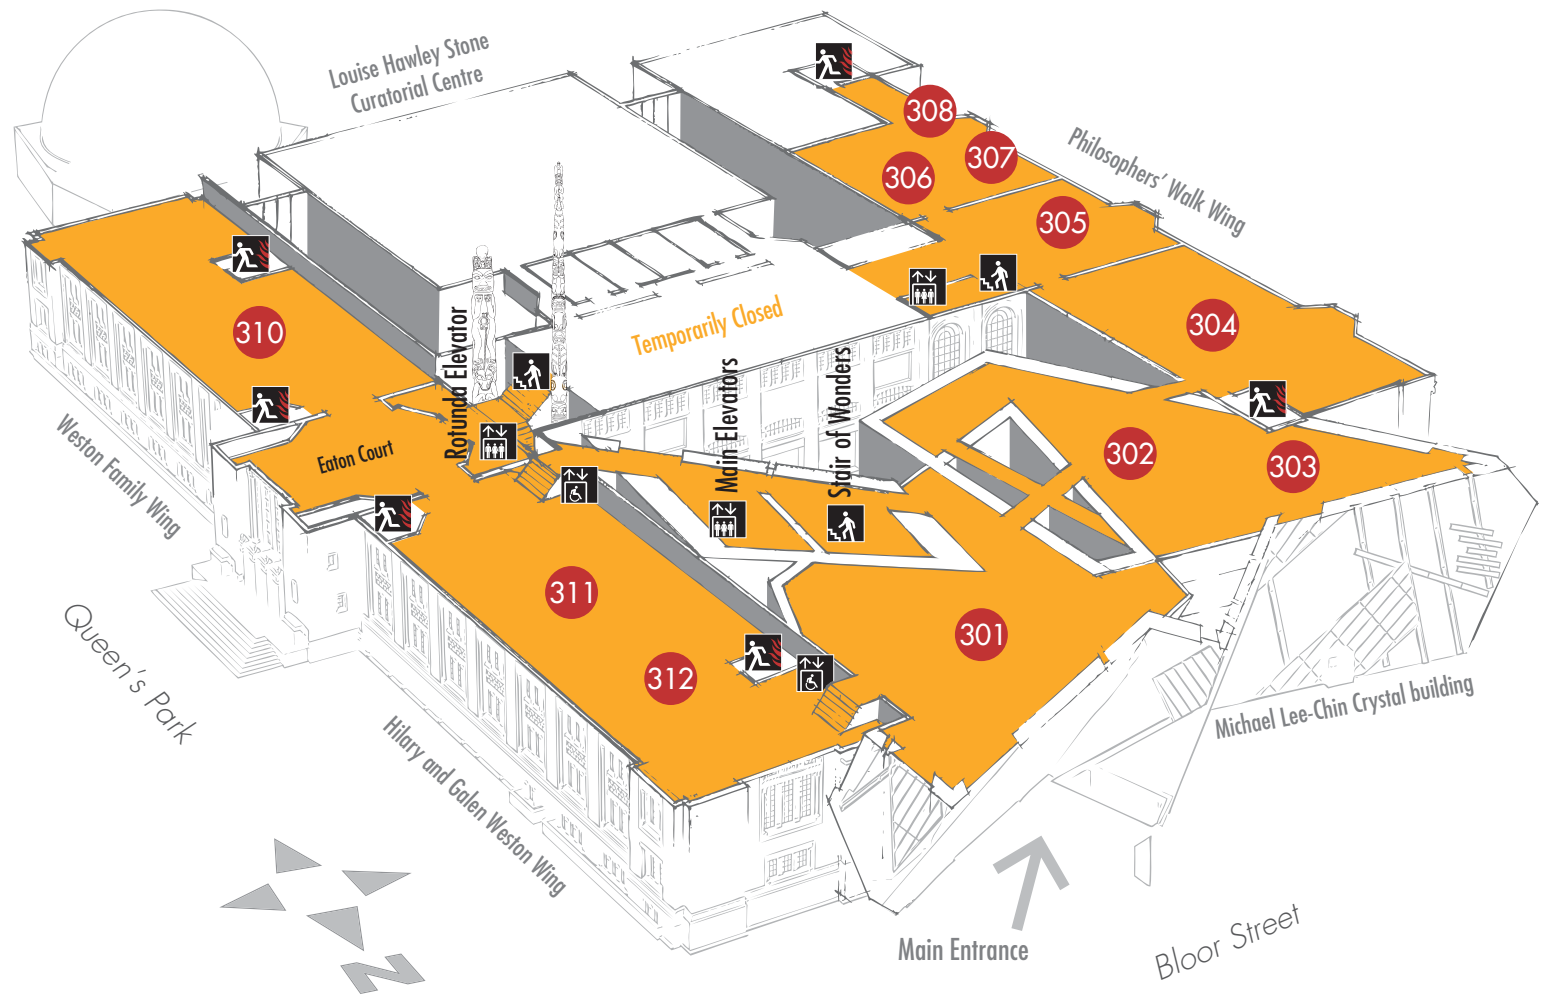 Louise Hawley Stone
Curatorial Centre
308
307
306
Philosophers' Walk Wing
305
304
310
Temporarily Closed
Rotunda Elevator
Main Elevators
Stair of Wonders
Eaton Court
302
303
Weston Family Wing
311
301
312
Queen's Park
Michael Lee-Chin Crystal building
Hilary and Galen Weston Wing
Main Entrance
Bloor Street
N